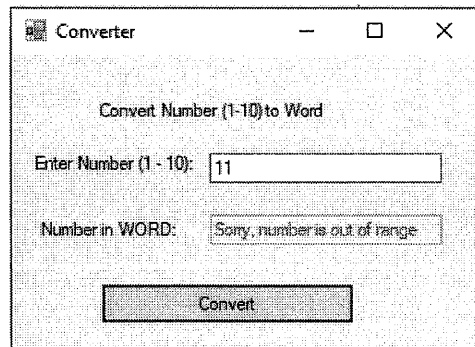 Converter
Convert Number (1-10) to Word
Enter Number (1 - 10): 11
Number in WORD: Sorry, number is out of range
Convert